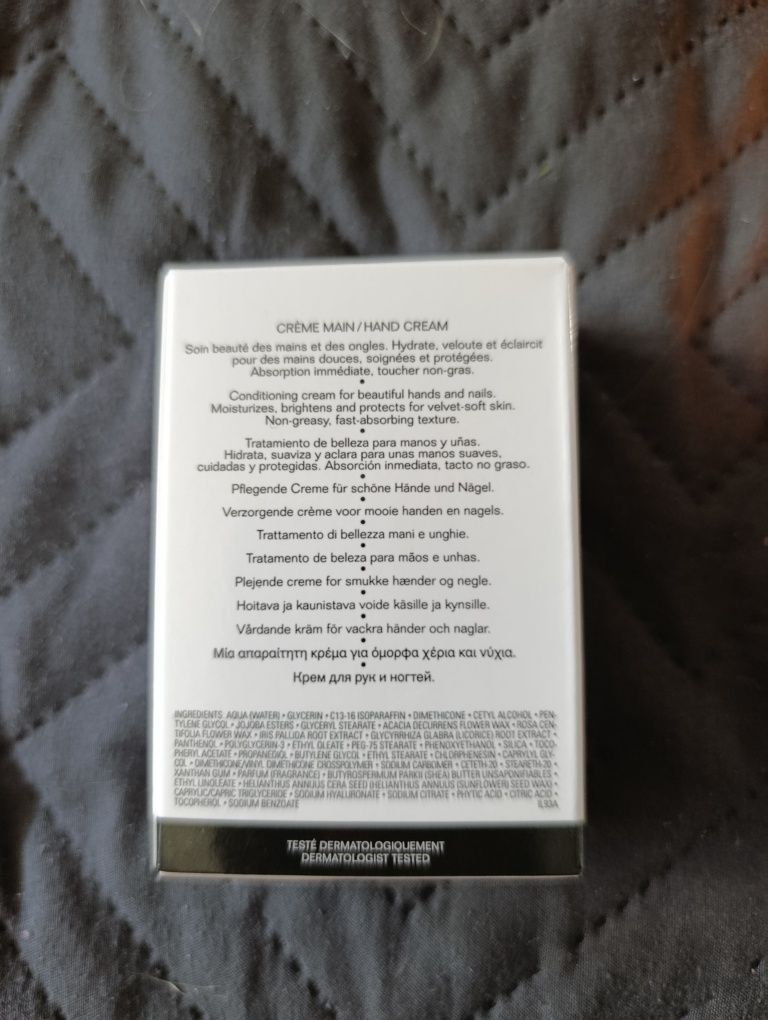 CRÈME MAIN / HAND CREAM
Soin beauté des mains et des ongles. Hydrate, veloute et éclaircit
pour des mains douces, soignées et protégées.
Absorption immédiate, toucher non-gras.
•
Conditioning cream for beautiful hands and nails.
Moisturizes, brightens and protects for velvet-soft skin.
Non-greasy, fast-absorbing texture.
•
Tratamiento de belleza para manos y uñas.
Hidrata, suaviza y aclara para unas manos suaves,
cuidadas y protegidas. Absorción inmediata, tacto no graso.
•
Pflegende Creme für schöne Hände und Nägel.
•
Verzorgende crème voor mooie handen en nagels.
•
Trattamento di bellezza mani e unghie.
•
Tratamento de beleza para mãos e unhas.
•
Plejende creme for smukke hænder og negle.
•
Hoitava ja kaunistava voide käsille ja kynsille.
•
Vårdande kräm för vackra händer och naglar.
•
Μία απαραίτητη κρέμα για όμορφα χέρια και νύχια.
•
Крем для рук и ногтей.
INGREDIENTS AQUA (WATER) • GLYCERIN • C13-16 ISOPARAFFIN • DIMETHICONE • CETYL ALCOHOL • PEN-
TYLENE GLYCOL • JOJOBA ESTERS • GLYCERYL STEARATE • ACACIA DECURRENS FLOWER WAX • ROSA CEN-
TIFOLIA FLOWER WAX • IRIS PALLIDA ROOT EXTRACT • GLYCYRRHIZA GLABRA (LICORICE) ROOT EXTRACT •
PANTHENOL • POLYGLYCERIN-3 • ETHYL OLEATE • PEG-75 STEARATE • PHENOXYETHANOL • SILICA • TOCO-
PHERYL ACETATE • PROPANEDIOL • BUTYLENE GLYCOL • ETHYL STEARATE • CHLORPHENESIN • CAPRYLYL GLY-
COL • DIMETHICONE/VINYL DIMETHICONE CROSSPOLYMER • SODIUM CARBOMER • CETETH-20 • STEARETH-20 •
XANTHAN GUM • PARFUM (FRAGRANCE) • BUTYROSPERMUM PARKII (SHEA) BUTTER UNSAPONIFIABLES •
ETHYL LINOLEATE • HELIANTHUS ANNUUS CERA SEED (HELIANTHUS ANNUUS (SUNFLOWER) SEED WAX) •
CAPRYLIC/CAPRIC TRIGLYCERIDE • SODIUM HYALURONATE • SODIUM CITRATE • PHYTIC ACID • CITRIC ACID •
TOCOPHEROL • SODIUM BENZOATE IL93A
TESTÉ DERMATOLOGIQUEMENT
DERMATOLOGIST TESTED